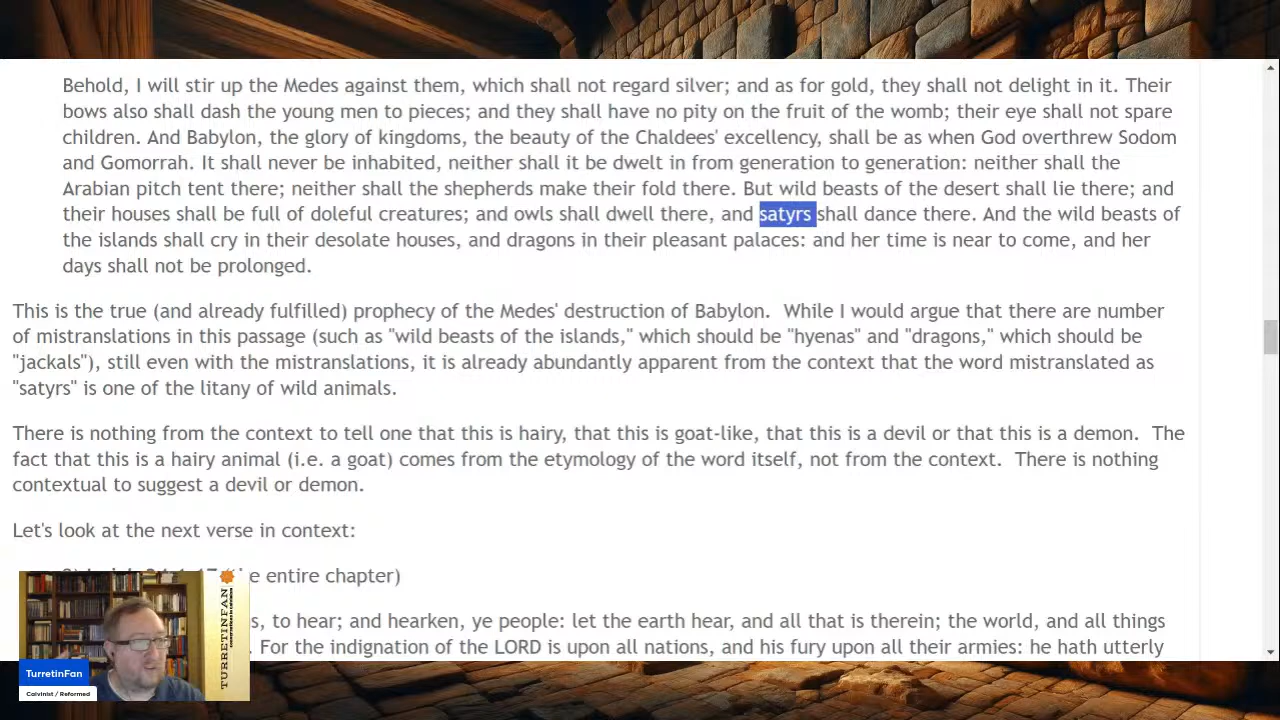 Behold, I will stir up the Medes against them, which shall not regard silver; and as for gold, they shall not delight in it. Their
bows also shall dash the young men to pieces; and they shall have no pity on the fruit of the womb; their eye shall not spare
children. And Babylon, the glory of kingdoms, the beauty of the Chaldees' excellency, shall be as when God overthrew Sodom
and Gomorrah. It shall never be inhabited, neither shall it be dwelt in from generation to generation: neither shall the
Arabian pitch tent there; neither shall the shepherds make their fold there. But wild beasts of the desert shall lie there; and
their houses shall be full of doleful creatures; and owls shall dwell there, and satyrs shall dance there. And the wild beasts of
the islands shall cry in their desolate houses, and dragons in their pleasant palaces: and her time is near to come, and her
days shall not be prolonged.
This is the true (and already fulfilled) prophecy of the Medes' destruction of Babylon.  While I would argue that there are number
of mistranslations in this passage (such as "wild beasts of the islands," which should be "hyenas" and "dragons," which should be
"jackals"), still even with the mistranslations, it is already abundantly apparent from the context that the word mistranslated as
"satyrs" is one of the litany of wild animals.
There is nothing from the context to tell one that this is hairy, that this is goat-like, that this is a devil or that this is a demon.  The
fact that this is a hairy animal (i.e. a goat) comes from the etymology of the word itself, not from the context.  There is nothing
contextual to suggest a devil or demon.
Let's look at the next verse in context:
entire chapter)
to hear; and hearken, ye people: let the earth hear, and all that is therein; the world, and all things
For the indignation of the LORD is upon all nations, and his fury upon all their armies: he hath utterly
TURRETINFAN
TurretinFan
Calvinist / Reformed